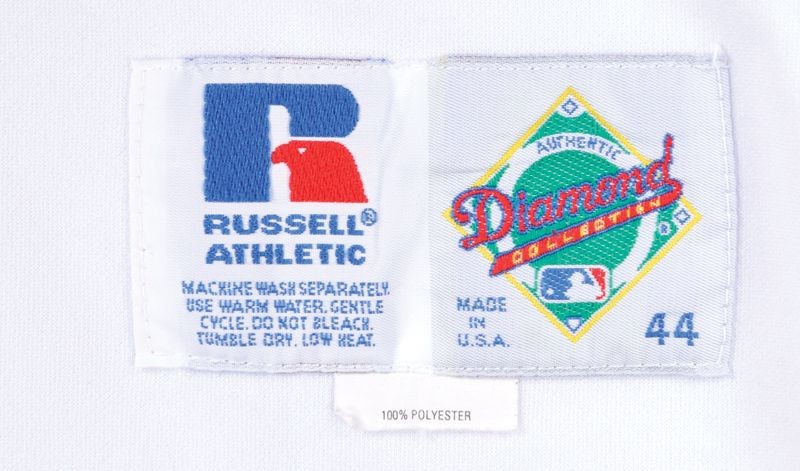 RUSSELL®
ATHLETIC
MACHINE WASH SEPARATELY.
USE WARM WATER. GENTLE
CYCLE. DO NOT BLEACH.
TUMBLE DRY. LOW HEAT.
AUTHENTIC
Diamond
COLLECTION
®
MADE
IN
U.S.A.
44
100% POLYESTER